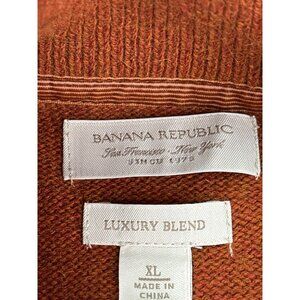 BANANA REPUBLIC
San Francisco · New York
SINCE 1978
LUXURY BLEND
XL
MADE IN
CHINA